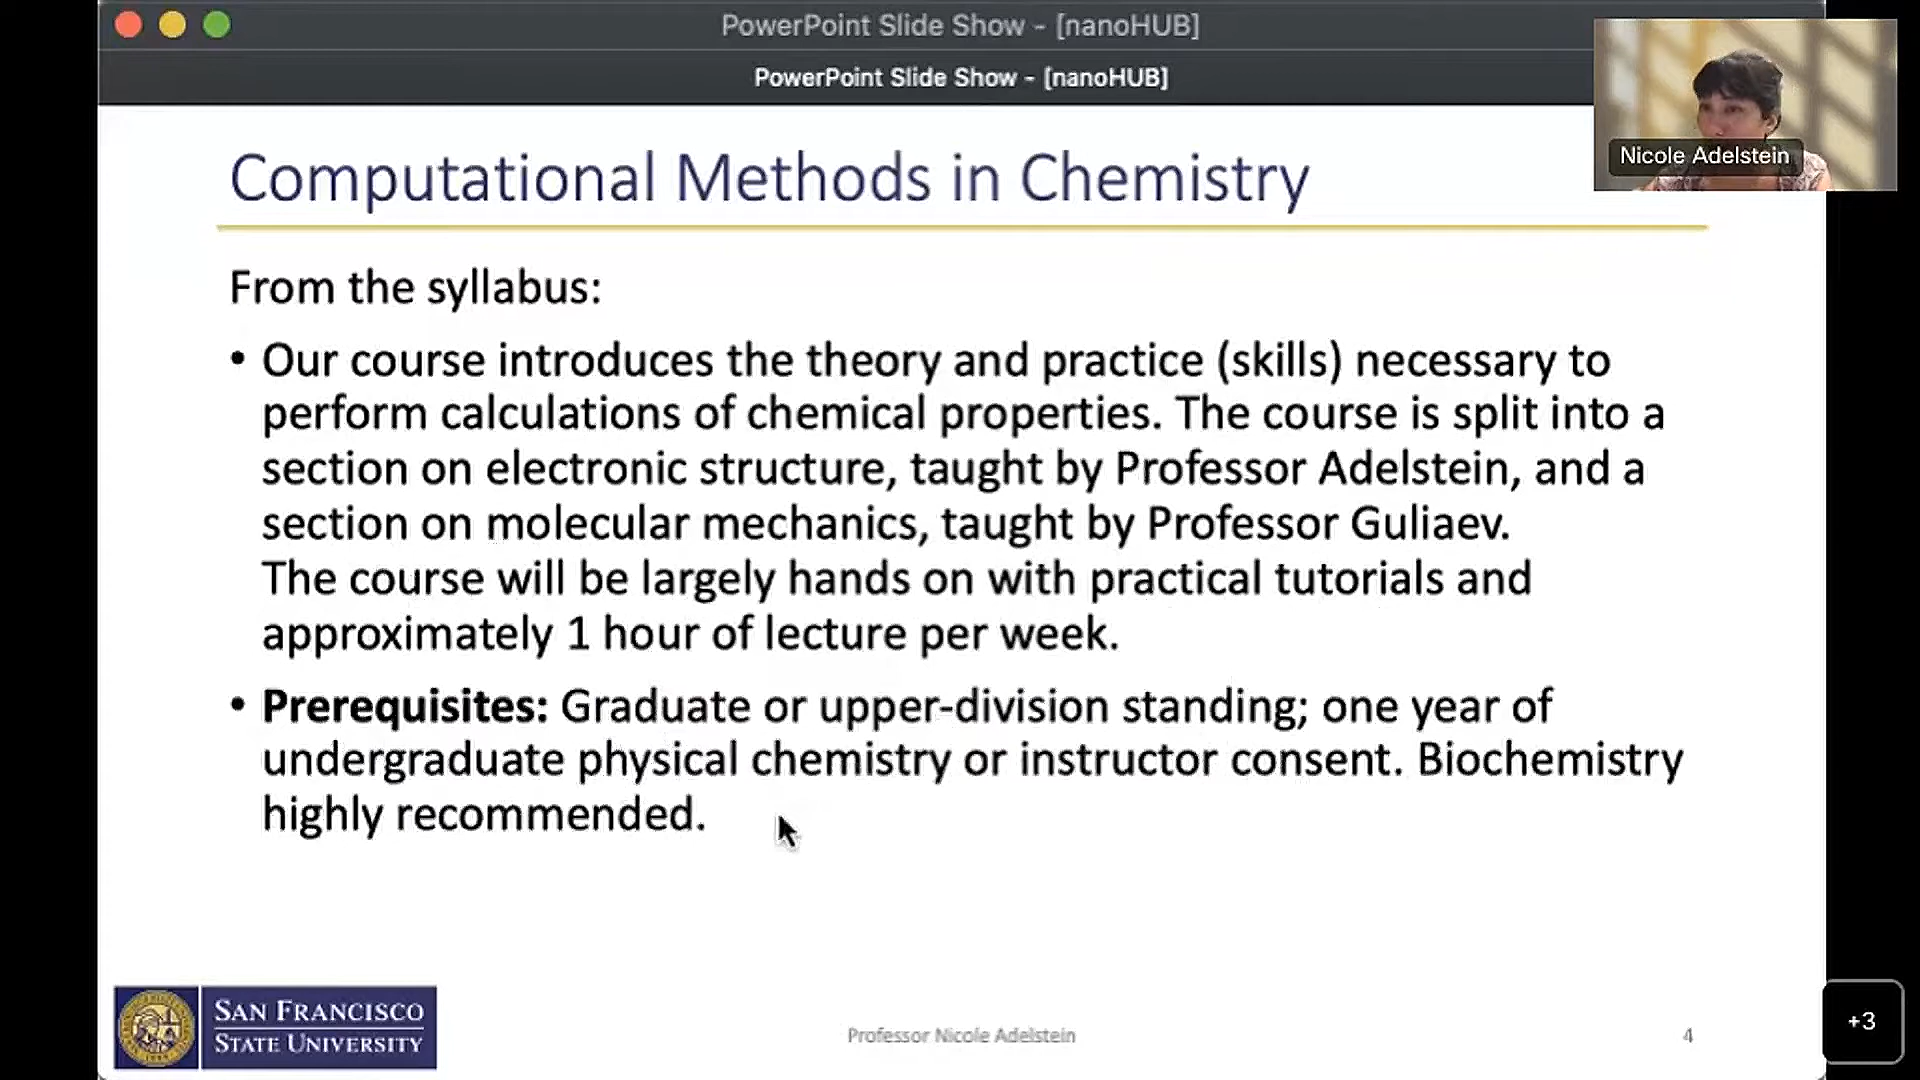 PowerPoint Slide Show - [nanoHUB]
PowerPoint Slide Show - [nanoHUB]
Nicole Adelstein
Computational Methods in Chemistry
From the syllabus:
• Our course introduces the theory and practice (skills) necessary to
perform calculations of chemical properties. The course is split into a
section on electronic structure, taught by Professor Adelstein, and a
section on molecular mechanics, taught by Professor Guliaev.
The course will be largely hands on with practical tutorials and
approximately 1 hour of lecture per week.
• Prerequisites: Graduate or upper-division standing; one year of
undergraduate physical chemistry or instructor consent. Biochemistry
highly recommended.
SAN FRANCISCO
STATE UNIVERSITY
Professor Nicole Adelstein
4
+3